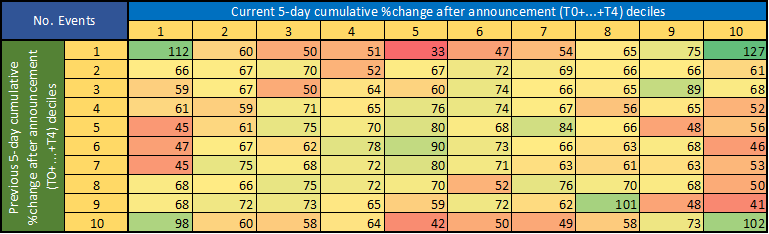 No. Events
Current 5-day cumulative %change after announcement (T0+...+T4) deciles
1 2 3 4 5 6 7 8 9 10
Previous 5-day cumulative
%change after announcement
(T0+...+T4) deciles
1 112 60 50 51 33 47 54 65 75 127
2 66 67 70 52 67 72 69 66 66 61
3 59 67 50 64 60 74 66 65 89 68
4 61 59 71 65 76 74 67 56 65 52
5 45 61 75 70 80 68 84 66 48 56
6 47 67 62 78 90 73 66 63 68 46
7 45 75 68 72 80 71 63 61 63 53
8 68 66 75 72 70 52 76 70 68 50
9 68 72 73 65 59 72 62 101 48 41
10 98 60 58 64 42 50 49 58 73 102